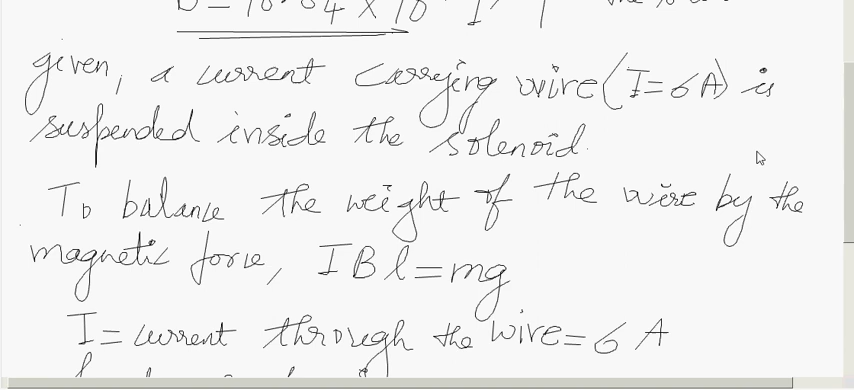 given, a current carrying wire (I=6A) is
suspended inside the solenoid.
To balance the weight of the wire by the
magnetic force, IBl=mg
I= current through the wire= 6 A